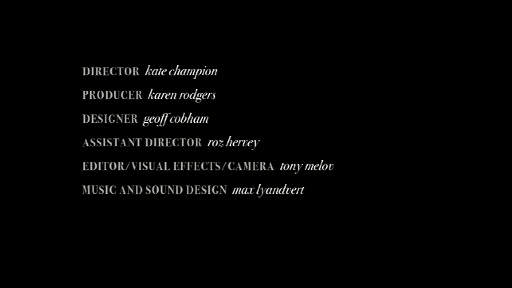 DIRECTOR kate champion
PRODUCER karen rodgers
DESIGNER geoff cobham
ASSISTANT DIRECTOR roz hervey
EDITOR/VISUAL EFFECTS/CAMERA tony melov
MUSIC AND SOUND DESIGN max lyandvert